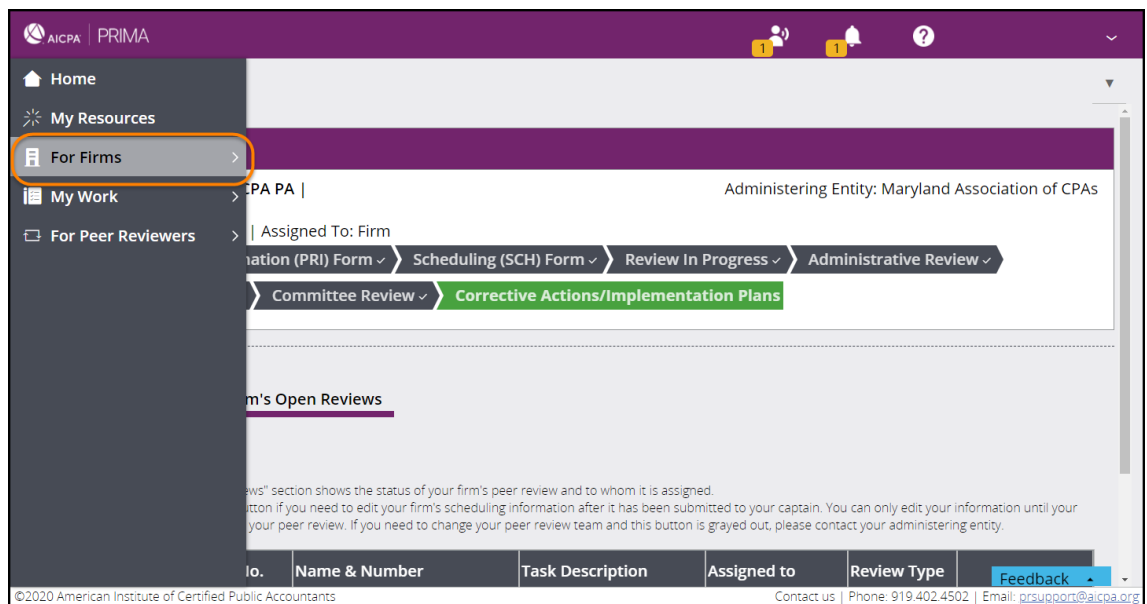 AICPA PRIMA
1
1
?
Home
My Resources
For Firms
My Work
For Peer Reviewers
CPA PA | Administering Entity: Maryland Association of CPAs
| Assigned To: Firm
(PRI) Form Scheduling (SCH) Form Review In Progress Administrative Review
Committee Review Corrective Actions/Implementation Plans
Open Reviews
section shows the status of your firm's peer review and to whom it is assigned.
if you need to edit your firm's scheduling information after it has been submitted to your captain. You can only edit your information until your
your peer review. If you need to change your peer review team and this button is grayed out, please contact your administering entity.
Name & Number Task Description Assigned to Review Type
Feedback
©2020 American Institute of Certified Public Accountants Contact us | Phone: 919.402.4502 | Email: prsupport@aicpa.org